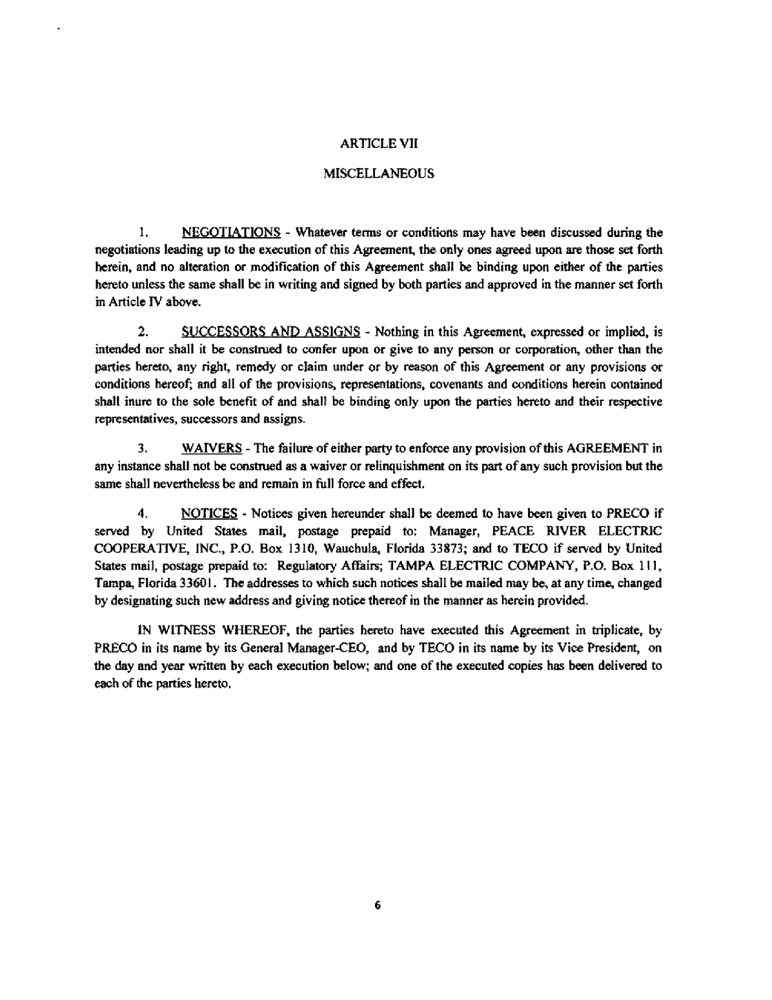 ARTICLE VII
MISCELLANEOUS
1. NEGOTIATIONS - Whatever terms or conditions may have been discussed during the
negotiations leading up to the execution of this Agreement, the only ones agreed upon are those set forth
herein, and no alteration or modification of this Agreement shall be binding upon either of the parties
hereto unless the same shall be in writing and signed by both parties and approved in the manner set forth
in Article IV above.
2. SUCCESSORS AND ASSIGNS - Nothing in this Agreement, expressed or implied, is
intended nor shall it be construed to confer upon or give to any person or corporation, other than the
parties hereto, any right, remedy or claim under or by reason of this Agreement or any provisions or
conditions hereof; and all of the provisions, representations, covenants and conditions herein contained
shall inure to the sole benefit of and shall be binding only upon the parties hereto and their respective
representatives, successors and assigns.
3. WAIVERS - The failure of either party to enforce any provision of this AGREEMENT in
any instance shall not be construed as a waiver or relinquishment on its part of any such provision but the
same shall nevertheless be and remain in full force and effect.
4. NOTICES - Notices given hereunder shall be deemed to have been given to PRECO if
served by United States mail, postage prepaid to: Manager, PEACE RIVER ELECTRIC
COOPERATIVE, INC., P.O. Box 1310, Wauchula, Florida 33873; and to TECO if served by United
States mail, postage prepaid to: Regulatory Affairs; TAMPA ELECTRIC COMPANY, P.O. Box 111,
Tampa, Florida 33601. The addresses to which such notices shall be mailed may be, at any time, changed
by designating such new address and giving notice thereof in the manner as herein provided.
IN WITNESS WHEREOF, the parties hereto have executed this Agreement in triplicate, by
PRECO in its name by its General Manager-CEO, and by TECO in its name by its Vice President, on
the day and year written by each execution below; and one of the executed copies has been delivered to
each of the parties hereto.
6